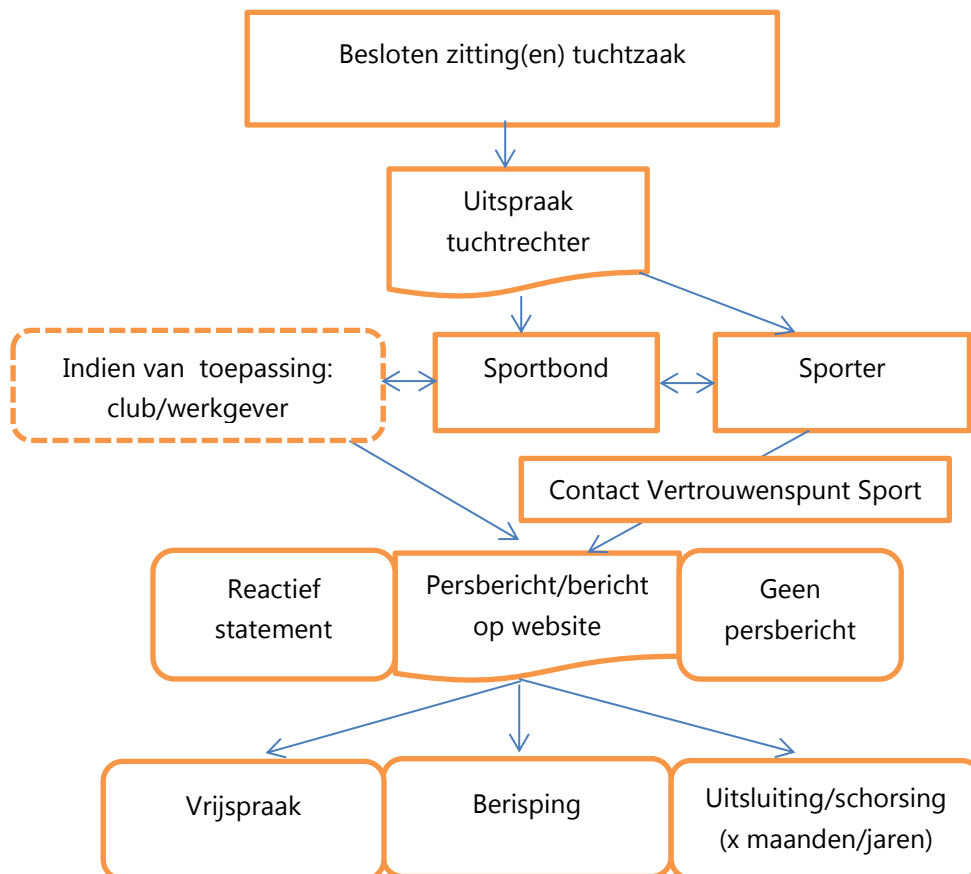 Besloten zitting(en) tuchtzaak
Uitspraak
tuchtrechter
Indien van toepassing:
club/werkgever
Sportbond
Sporter
Contact Vertrouwenspunt Sport
Reactief
statement
Persbericht/bericht
op website
Geen
persbericht
Vrijspraak
Berisping
Uitsluiting/schorsing
(x maanden/jaren)